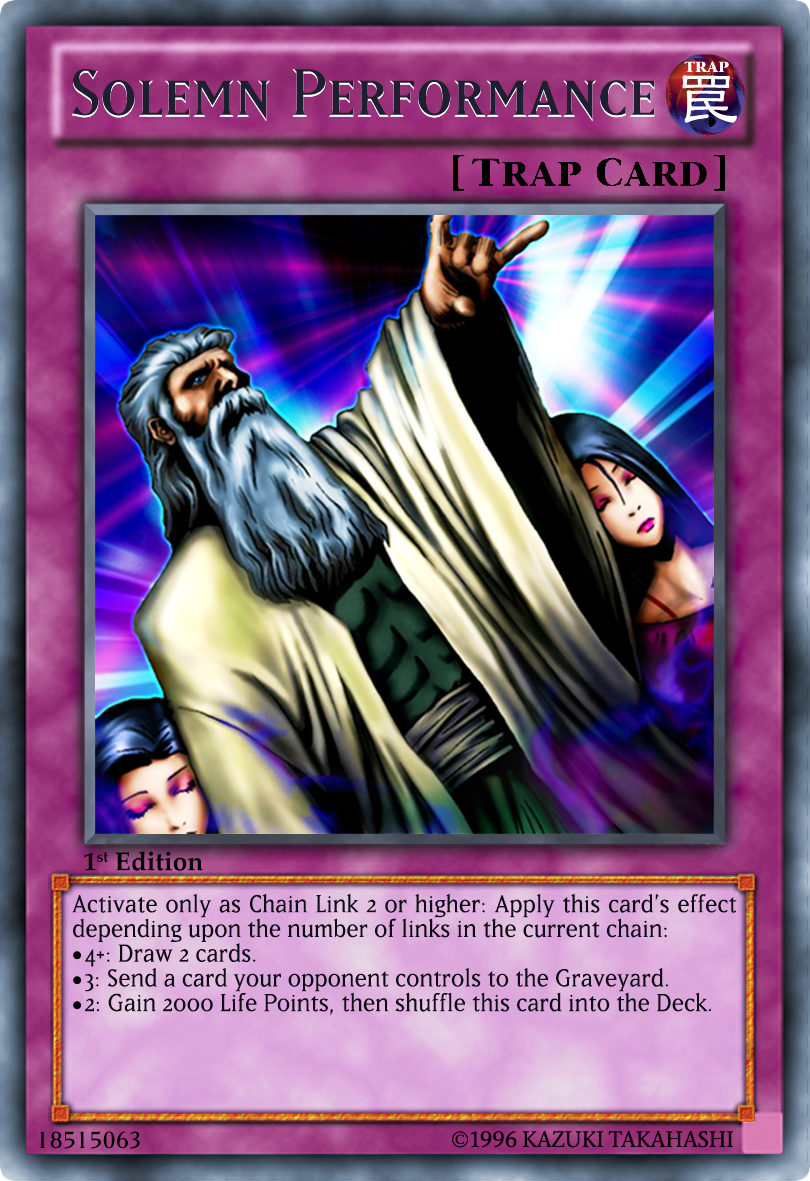 Solemn Performance
TRAP
罠
[Trap Card]
1st Edition
Activate only as Chain Link 2 or higher: Apply this card's effect
depending upon the number of links in the current chain:
•4+: Draw 2 cards.
•3: Send a card your opponent controls to the Graveyard.
•2: Gain 2000 Life Points, then shuffle this card into the Deck.
18515063
©1996 KAZUKI TAKAHASHI